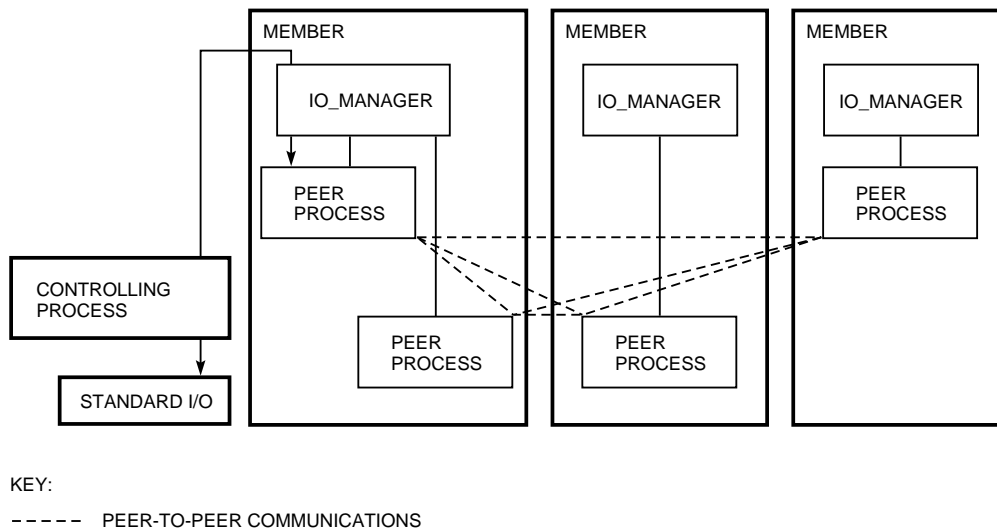 MEMBER
IO_MANAGER
PEER
PROCESS
PEER
PROCESS
MEMBER
IO_MANAGER
PEER
PROCESS
MEMBER
IO_MANAGER
PEER
PROCESS
CONTROLLING
PROCESS
STANDARD I/O
KEY:
PEER-TO-PEER COMMUNICATIONS